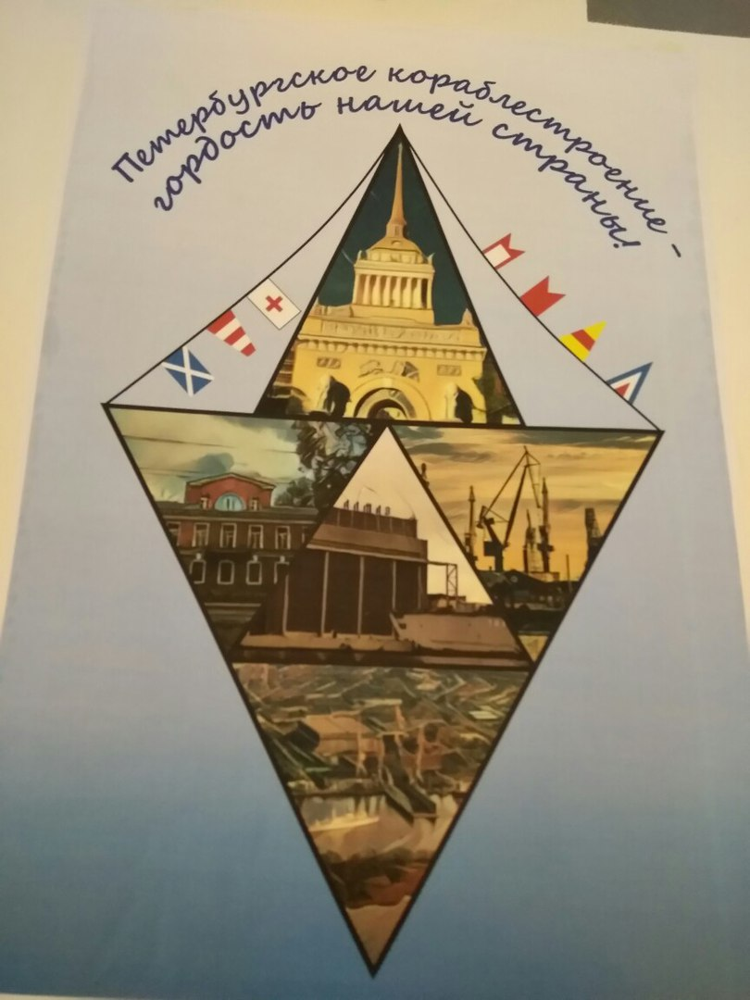 Петербургское кораблестроение -
гордость нашей страны!